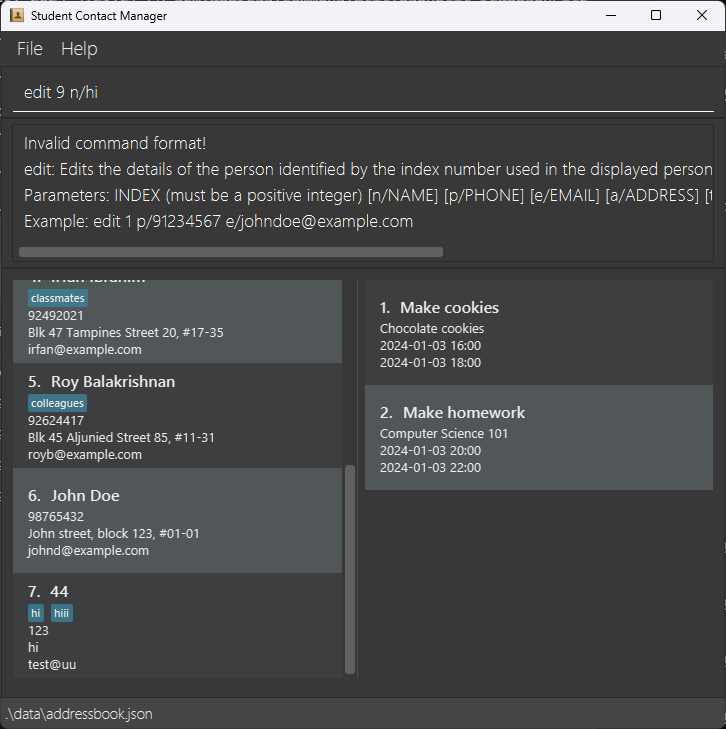 Student Contact Manager
File Help
edit 9 n/hi
Invalid command format!
edit: Edits the details of the person identified by the index number used in the displayed person
Parameters: INDEX (must be a positive integer) [n/NAME] [p/PHONE] [e/EMAIL] [a/ADDRESS] [t
Example: edit 1 p/91234567 e/johndoe@example.com
4. Irfan Ibrahim
classmates
92492021
Blk 47 Tampines Street 20, #17-35
irfan@example.com
5. Roy Balakrishnan
colleagues
92624417
Blk 45 Aljunied Street 85, #11-31
royb@example.com
6. John Doe
98765432
John street, block 123, #01-01
johnd@example.com
7. 44
hi hiii
123
hi
test@uu
1. Make cookies
Chocolate cookies
2024-01-03 16:00
2024-01-03 18:00
2. Make homework
Computer Science 101
2024-01-03 20:00
2024-01-03 22:00
.\data\addressbook.json